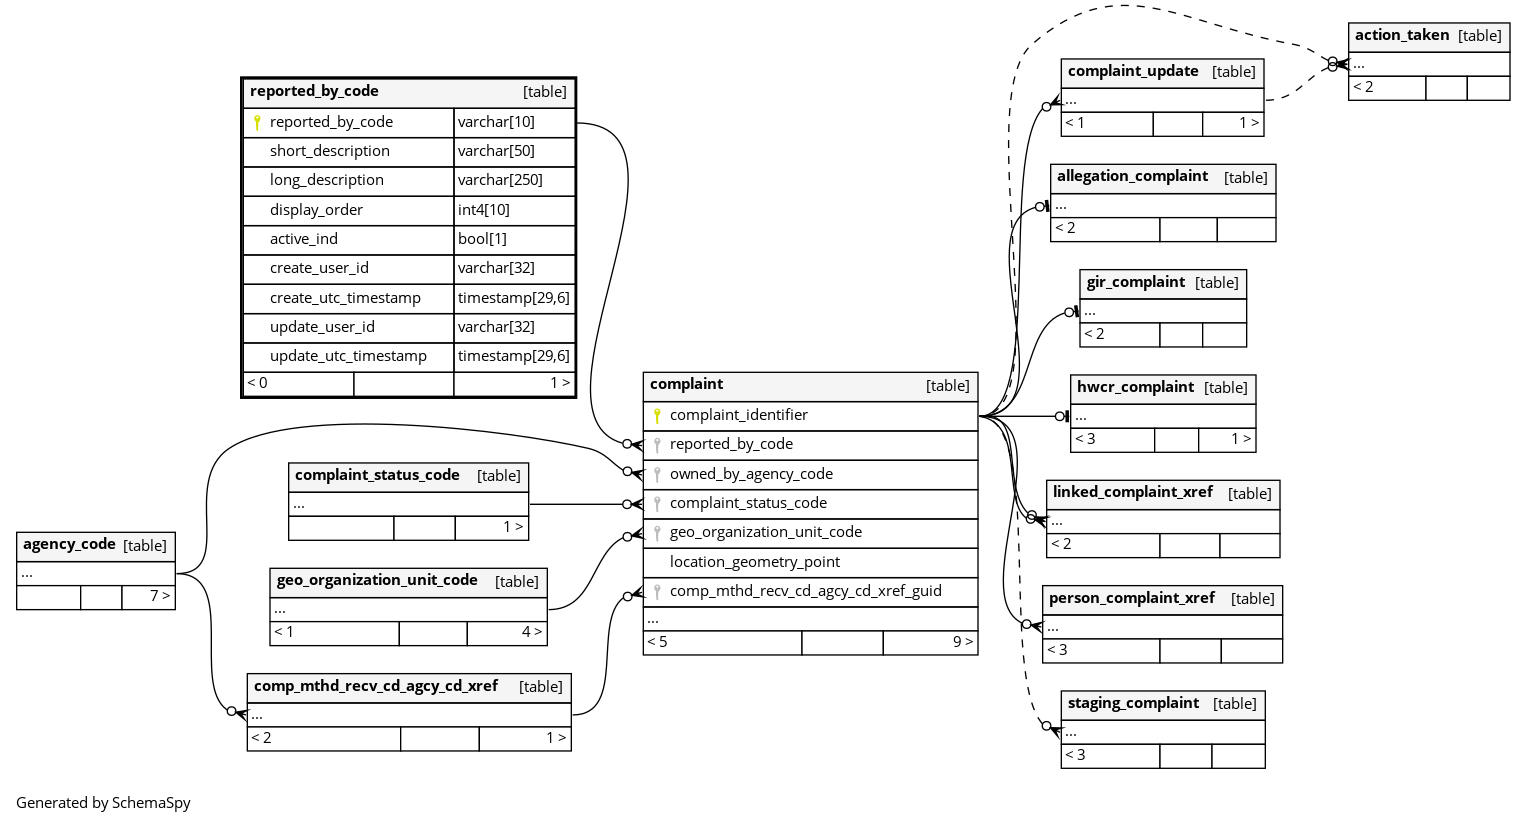 reported_by_code [table]
reported_by_code varchar[10]
short_description varchar[50]
long_description varchar[250]
display_order int4[10]
active_ind bool[1]
create_user_id varchar[32]
create_utc_timestamp timestamp[29,6]
update_user_id varchar[32]
update_utc_timestamp timestamp[29,6]
< 0 1 >
agency_code [table]
...
7 >
complaint_status_code [table]
...
1 >
geo_organization_unit_code [table]
...
< 1 4 >
comp_mthd_recv_cd_agcy_cd_xref [table]
...
< 2 1 >
complaint [table]
complaint_identifier
reported_by_code
owned_by_agency_code
complaint_status_code
geo_organization_unit_code
location_geometry_point
comp_mthd_recv_cd_agcy_cd_xref_guid
...
< 5 9 >
action_taken [table]
...
< 2
complaint_update [table]
...
< 1 1 >
allegation_complaint [table]
...
< 2
gir_complaint [table]
...
< 2
hwcr_complaint [table]
...
< 3 1 >
linked_complaint_xref [table]
...
< 2
person_complaint_xref [table]
...
< 3
staging_complaint [table]
...
< 3
Generated by SchemaSpy